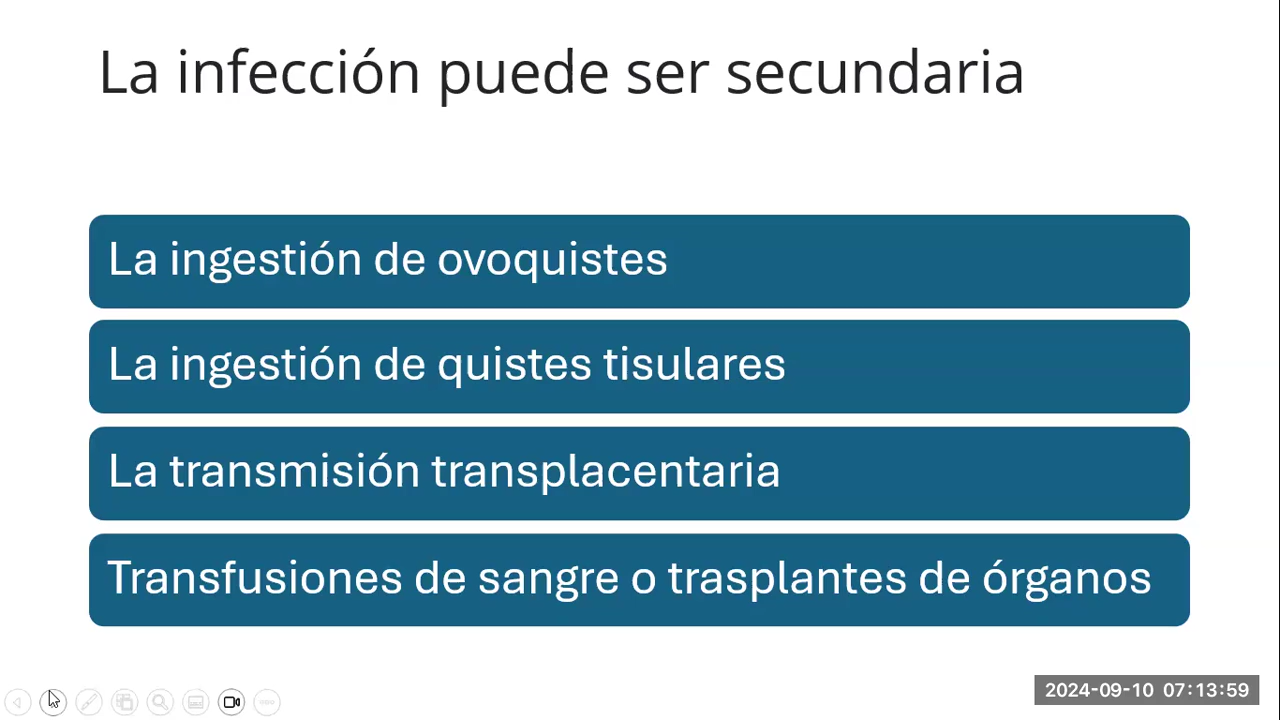 La infección puede ser secundaria
La ingestión de ovoquistes
La ingestión de quistes tisulares
La transmisión transplacentaria
Transfusiones de sangre o trasplantes de órganos
2024-09-10 07:13:59